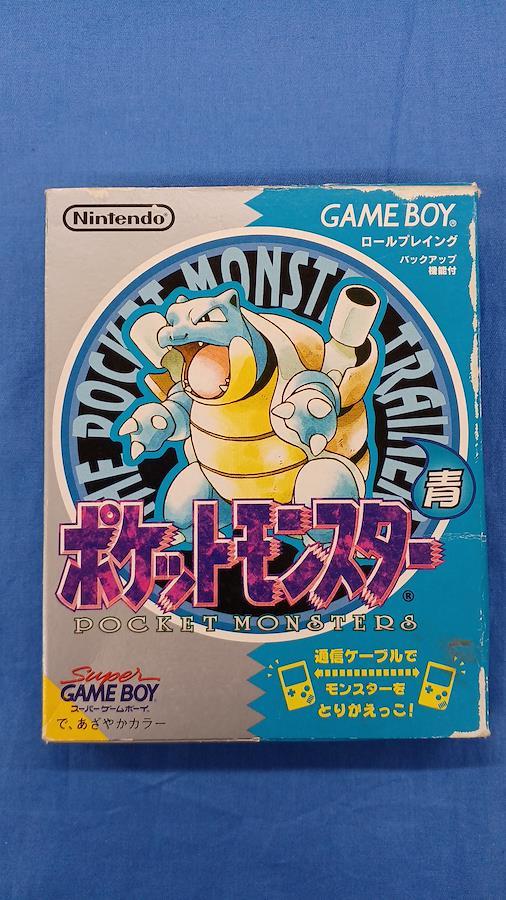 Nintendo®
GAME BOY®
ロールプレイング
バックアップ
機能付
THE POCKET MONSTER TRAINER
青
ポケットモンスター®
POCKET MONSTERS
Super
GAME BOY
スーパーゲームボーイ
で、あざやかカラー
通信ケーブルで
モンスターを
とりかえっこ!